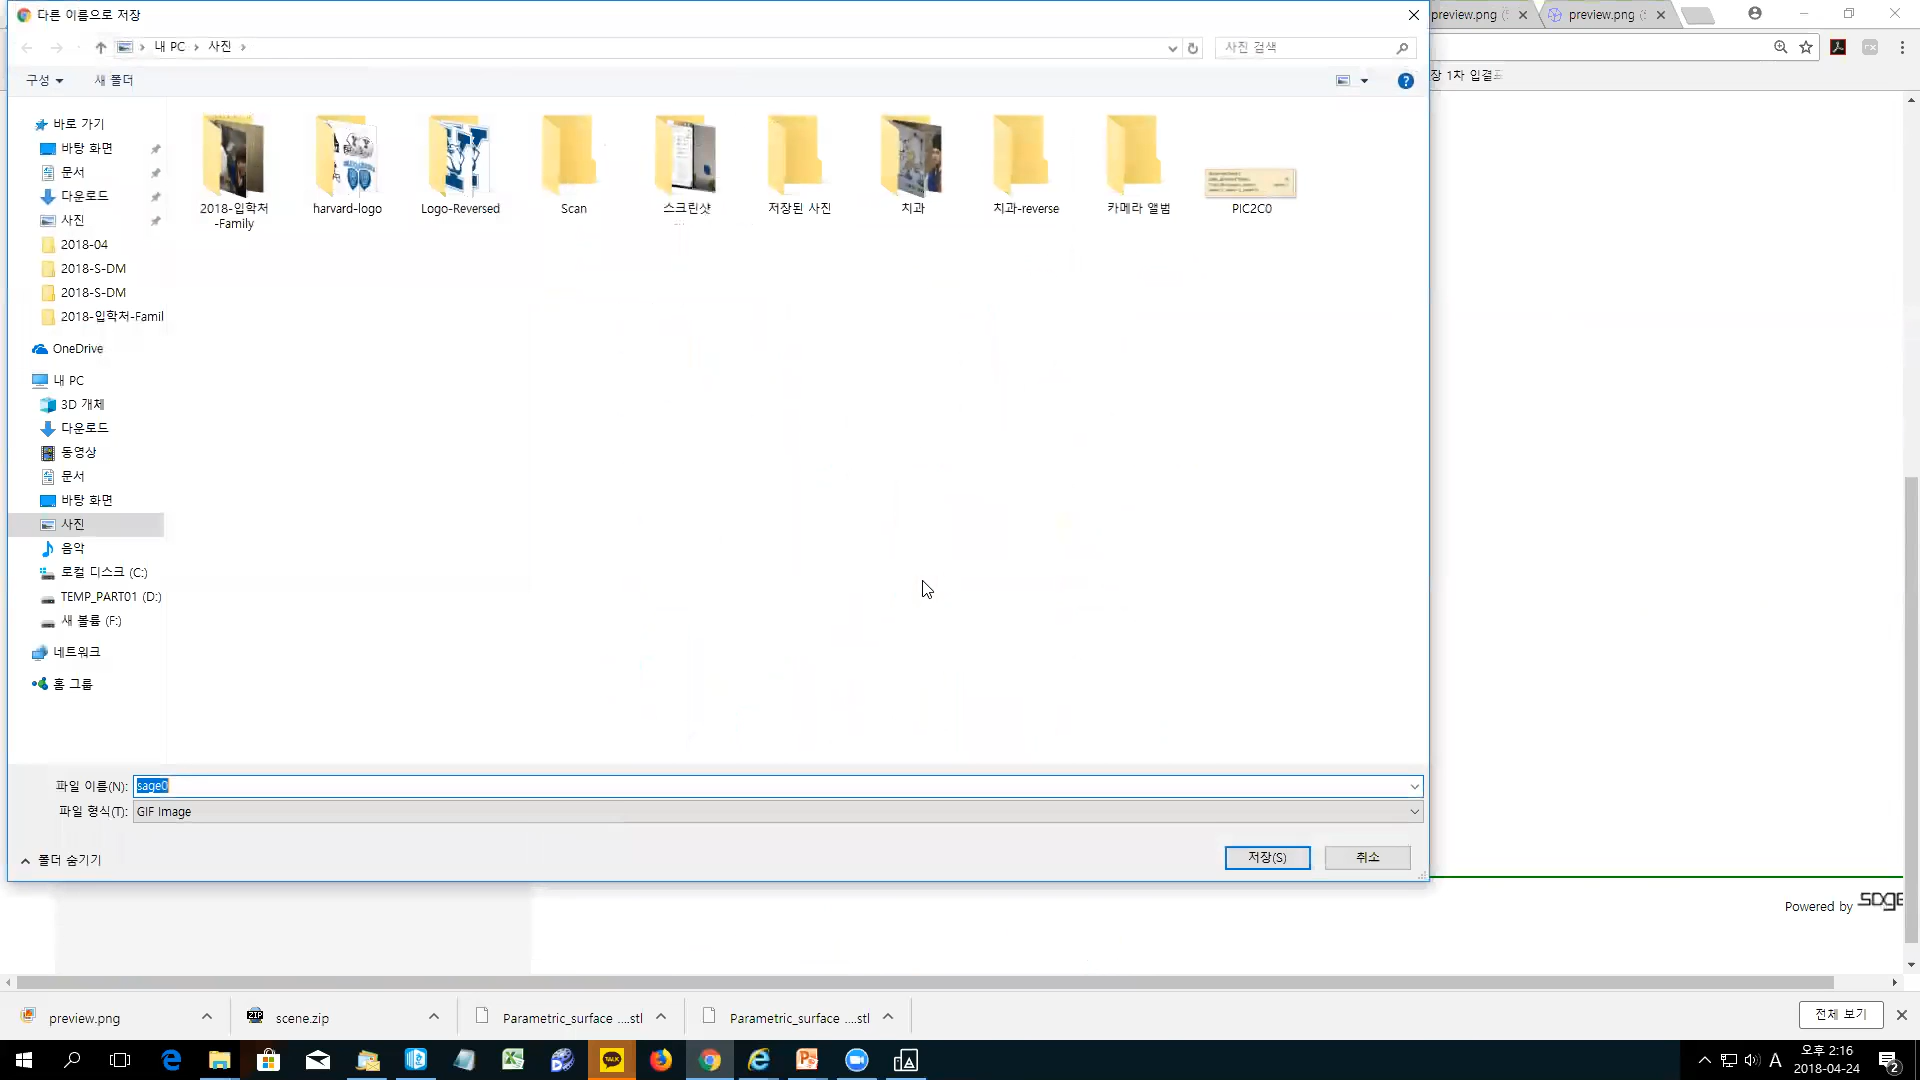 다른 이름으로 저장
preview.png (
preview.png (
내 PC
사진
사진 검색
장 1차 입결
구성
새 폴더
바로 가기
바탕 화면
문서
다운로드
사진
2018-04
2018-S-DM
2018-S-DM
2018-입학처-Famil
OneDrive
내 PC
3D 개체
다운로드
동영상
문서
바탕 화면
사진
음악
로컬 디스크 (C:)
TEMP_PART01 (D:)
새 볼륨 (F:)
네트워크
홈 그룹
2018-입학처
-Family
harvard-logo
Logo-Reversed
Scan
스크린샷
...
저장된 사진
치과
치과-reverse
카메라 앨범
PIC2C0
파일 이름(N):
sage0
파일 형식(T):
GIF Image
폴더 숨기기
저장(S)
취소
Powered by sage
preview.png
scene.zip
Parametric_surface ....stl
Parametric_surface ....stl
전체 보기
TALK
A
오후 2:16
2018-04-24
2